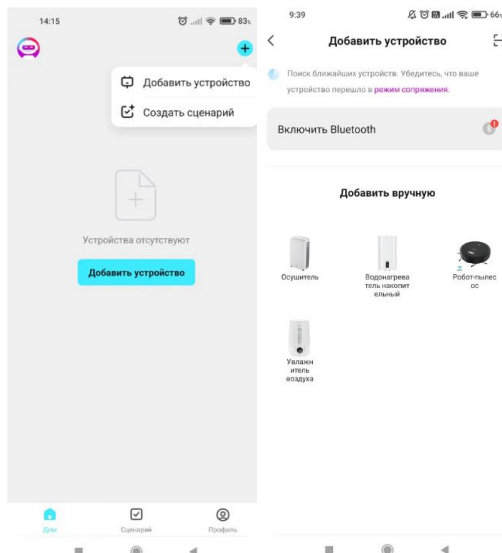 14:15
83
Добавить устройство
Создать сценарий
Устройства отсутствуют
Добавить устройство
Дом
Сценарий
Профиль
9:39
66
Добавить устройство
Поиск ближайших устройств. Убедитесь, что ваше
устройство перешло в режим сопряжения.
Включить Bluetooth
1
Добавить вручную
Осушитель
Водонагрева
тель накопит
ельный
Робот-пылес
ос
Увлажн
итель
воздуха